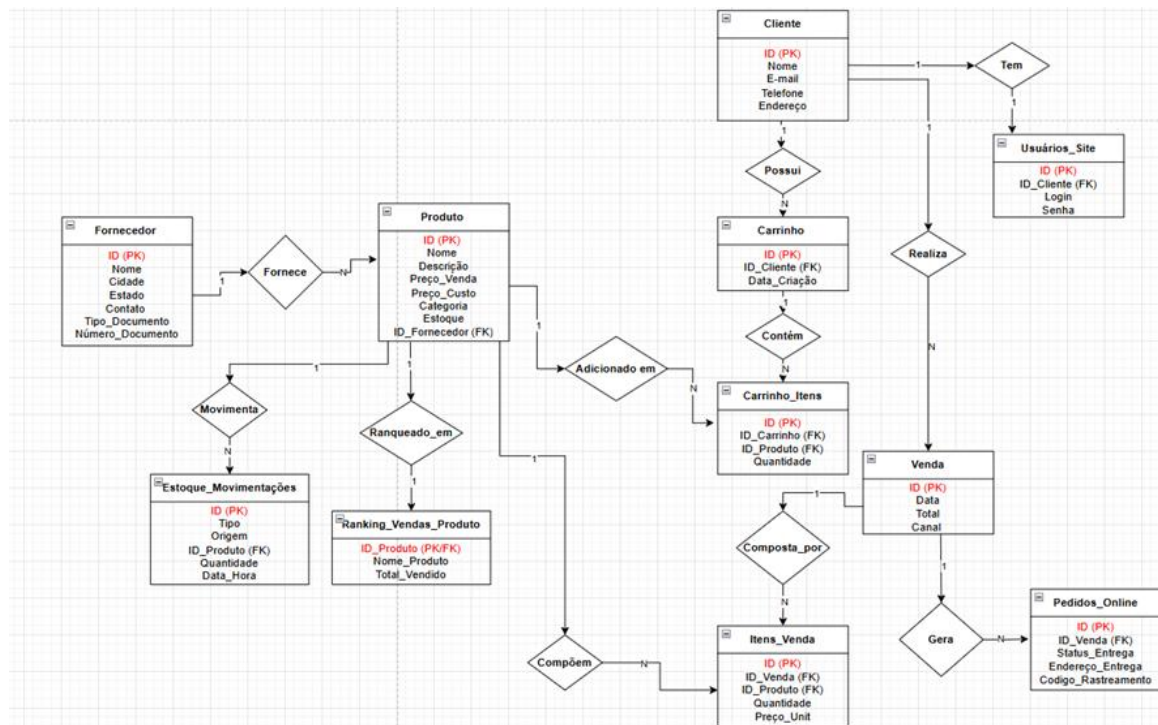 Cliente
ID (PK)
Nome
E-mail
Telefone
Endereço
1
Tem
1
Usuários_Site
ID (PK)
ID_Cliente (FK)
Login
Senha
1
Possui
N
Carrinho
ID (PK)
ID_Cliente (FK)
Data_Criação
1
Contém
N
Carrinho_Itens
ID (PK)
ID_Carrinho (FK)
ID_Produto (FK)
Quantidade
1
Realiza
N
Fornecedor
ID (PK)
Nome
Cidade
Estado
Contato
Tipo_Documento
Número_Documento
1
Fornece
N
Produto
ID (PK)
Nome
Descrição
Preço_Venda
Preço_Custo
Categoria
Estoque
ID_Fornecedor (FK)
1
Adicionado em
N
1
Movimenta
N
Estoque_Movimentações
ID (PK)
Tipo
Origem
ID_Produto (FK)
Quantidade
Data_Hora
1
Ranqueado_em
1
Ranking_Vendas_Produto
ID_Produto (PK/FK)
Nome_Produto
Total_Vendido
1
Compõem
N
Venda
ID (PK)
Data
Total
Canal
1
Composta_por
N
Itens_Venda
ID (PK)
ID_Venda (FK)
ID_Produto (FK)
Quantidade
Preço_Unit
1
Gera
N
Pedidos_Online
ID (PK)
ID_Venda (FK)
Status_Entrega
Endereço_Entrega
Codigo_Rastreamento